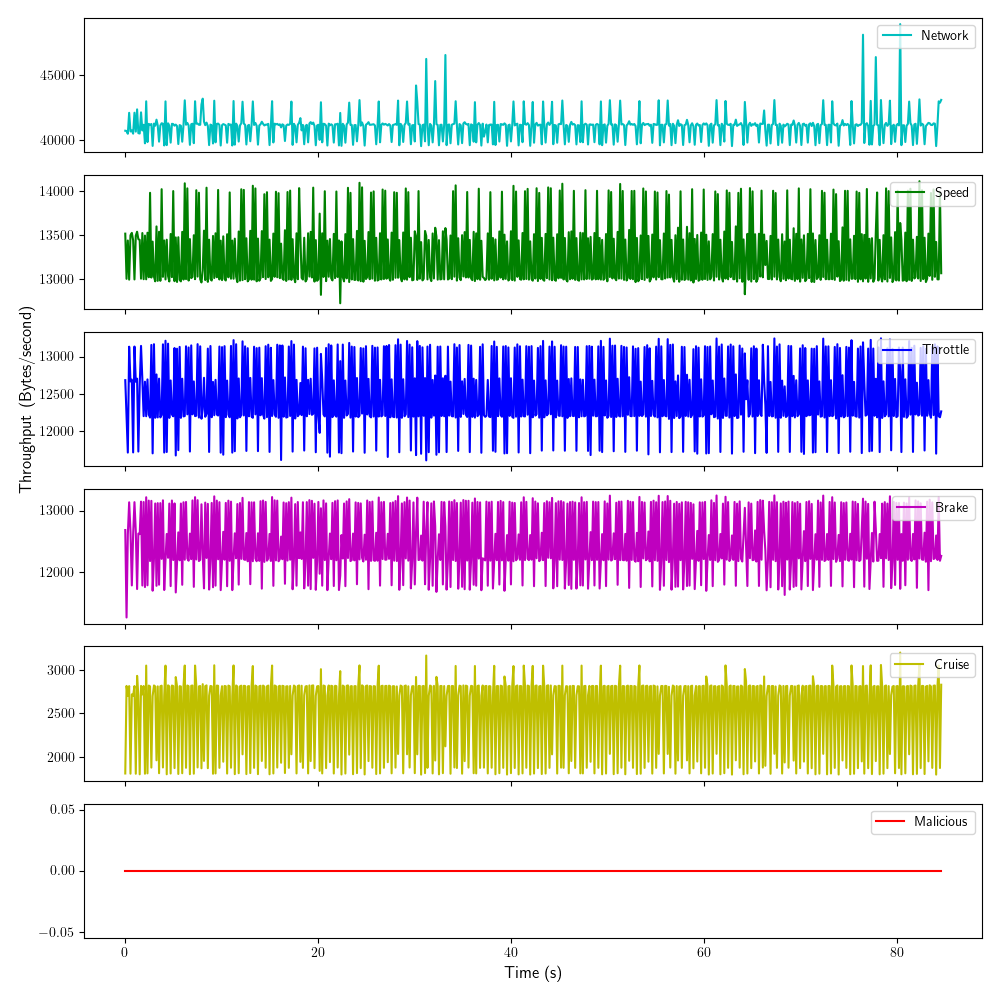 Network
45000
40000
Speed
14000
13500
13000
Throughput (Bytes/second)
Throttle
13000
12500
12000
Brake
13000
12000
Cruise
3000
2500
2000
Malicious
0.05
0.00
−0.05
0 20 40 60 80
Time (s)